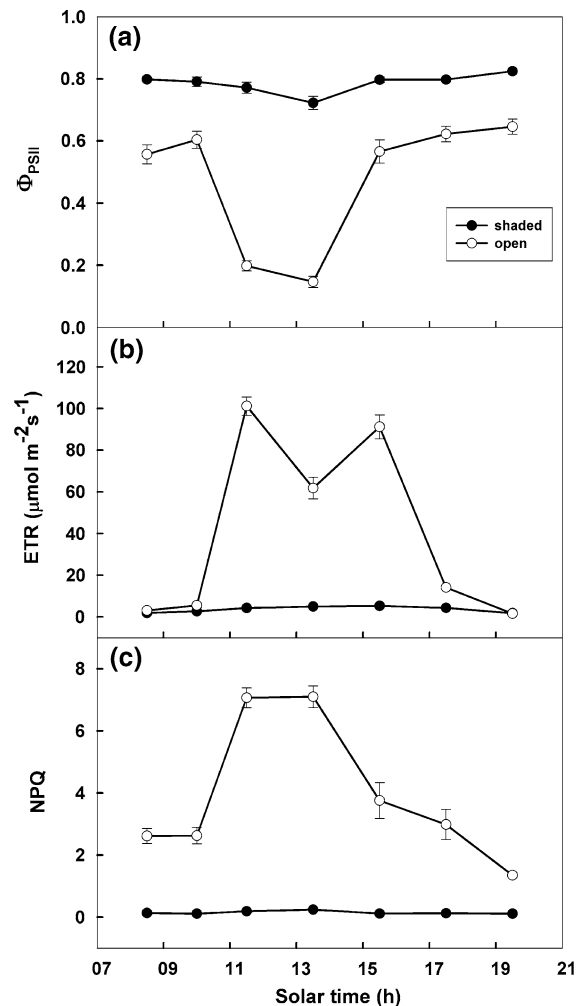 (a)
1.0
0.8
0.6
0.4
0.2
0.0
ΦPSII
shaded
open
(b)
120
100
80
60
40
20
0
ETR (μmol m⁻²s⁻¹)
(c)
8
6
4
2
0
NPQ
07 09 11 13 15 17 19 21
Solar time (h)